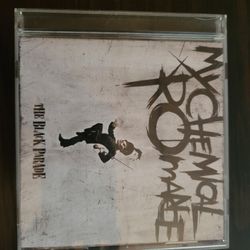 MY CHEMICAL
ROMANCE
THE BLACK PARADE